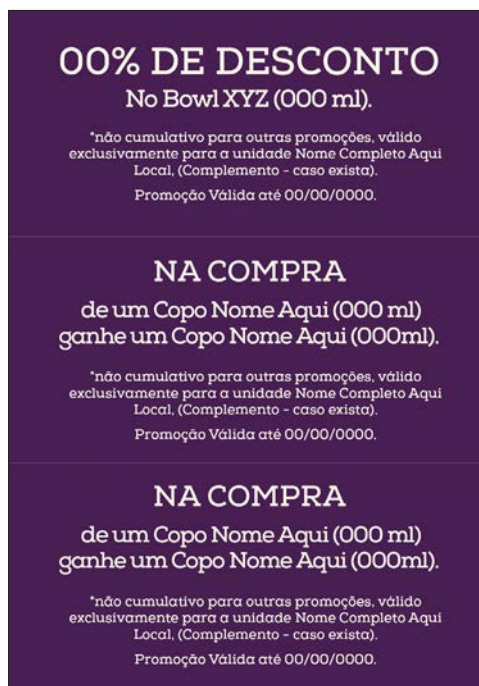 00% DE DESCONTO
No Bowl XYZ (000 ml).
*não cumulativo para outras promoções, válido
exclusivamente para a unidade Nome Completo Aqui
Local, (Complemento - caso exista).
Promoção Válida até 00/00/0000.
NA COMPRA
de um Copo Nome Aqui (000 ml)
ganhe um Copo Nome Aqui (000ml).
*não cumulativo para outras promoções, válido
exclusivamente para a unidade Nome Completo Aqui
Local, (Complemento - caso exista).
Promoção Válida até 00/00/0000.
NA COMPRA
de um Copo Nome Aqui (000 ml)
ganhe um Copo Nome Aqui (000ml).
*não cumulativo para outras promoções, válido
exclusivamente para a unidade Nome Completo Aqui
Local, (Complemento - caso exista).
Promoção Válida até 00/00/0000.